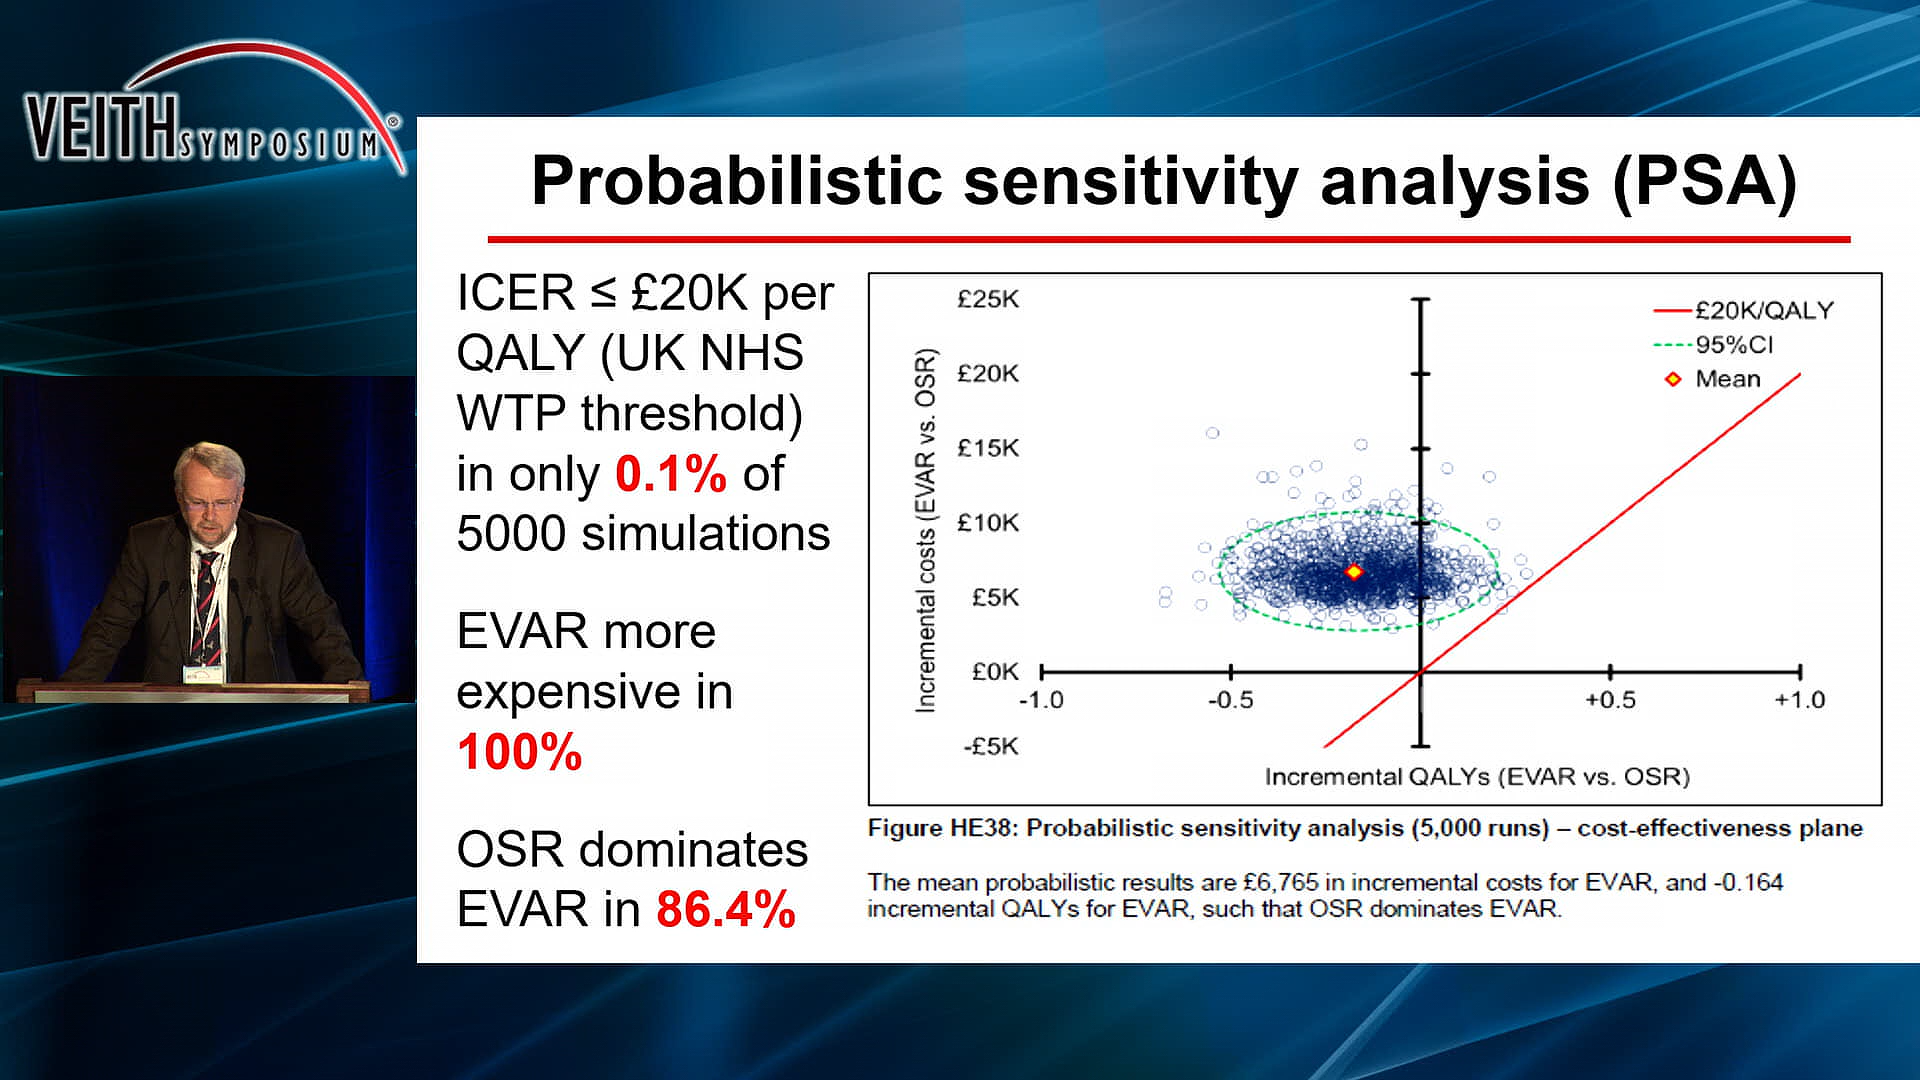 VEITHSYMPOSIUM®
Probabilistic sensitivity analysis (PSA)
ICER ≤ £20K per
QALY (UK NHS
WTP threshold)
in only 0.1% of
5000 simulations
EVAR more
expensive in
100%
OSR dominates
EVAR in 86.4%
Incremental costs (EVAR vs. OSR)
£25K
£20K
£15K
£10K
£5K
£0K
-£5K
-1.0
-0.5
+0.5
+1.0
Incremental QALYs (EVAR vs. OSR)
£20K/QALY
95%CI
Mean
Figure HE38: Probabilistic sensitivity analysis (5,000 runs) – cost-effectiveness plane
The mean probabilistic results are £6,765 in incremental costs for EVAR, and -0.164
incremental QALYs for EVAR, such that OSR dominates EVAR.